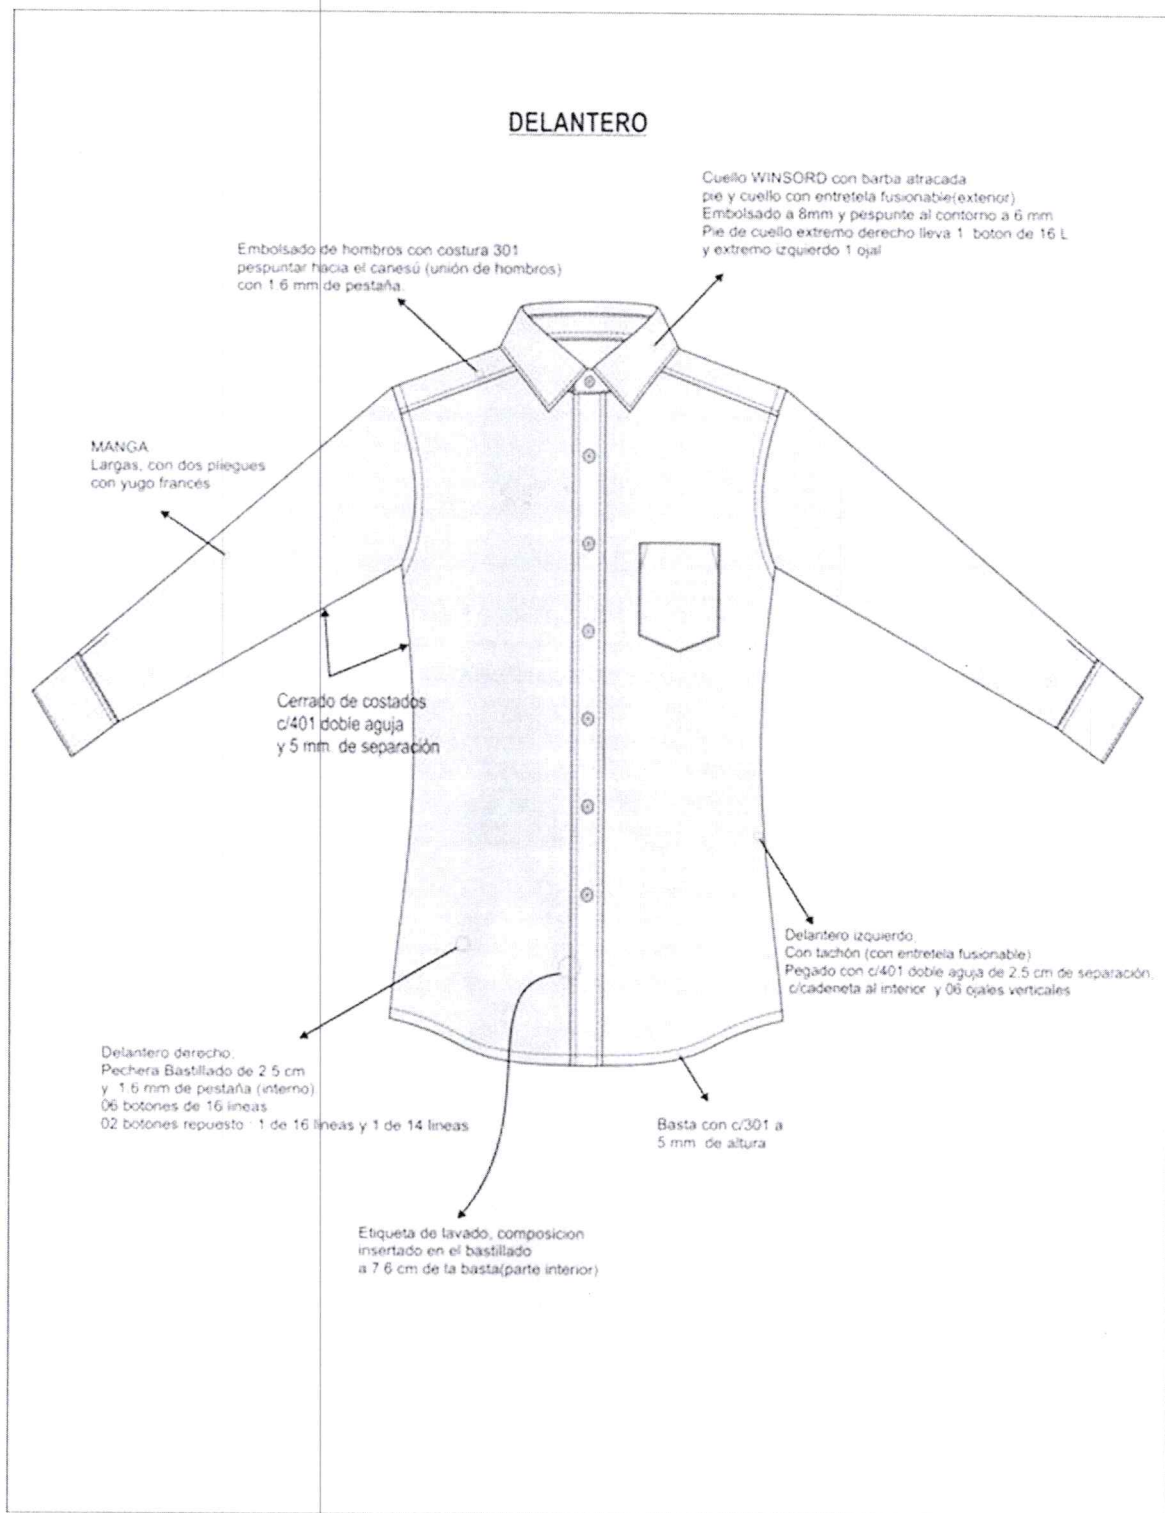 DELANTERO
Cuello WINSORD con barba atracada
pie y cuello con entretela fusionable(exterior)
Embolsado a 8mm y pespunte al contorno a 6 mm
Pie de cuello extremo derecho lleva 1 boton de 16 L
y extremo izquierdo 1 ojal
Embolsado de hombros con costura 301
pespuntar hacia el canesú (unión de hombros)
con 1.6 mm de pestaña.
MANGA
Largas, con dos pliegues
con yugo francés
Cerrado de costados
c/401 doble aguja
y 5 mm. de separación
Delantero izquierdo,
Con tachón (con entretela fusionable)
Pegado con c/401 doble aguja de 2.5 cm de separación,
c/cadeneta al interior y 06 ojales verticales
Delantero derecho,
Pechera Bastillado de 2.5 cm
y 1.6 mm de pestaña (interno)
06 botones de 16 lineas
02 botones repuesto : 1 de 16 lineas y 1 de 14 lineas
Basta con c/301 a
5 mm. de altura
Etiqueta de lavado, composicion
insertado en el bastillado
a 7.6 cm de la basta(parte interior)